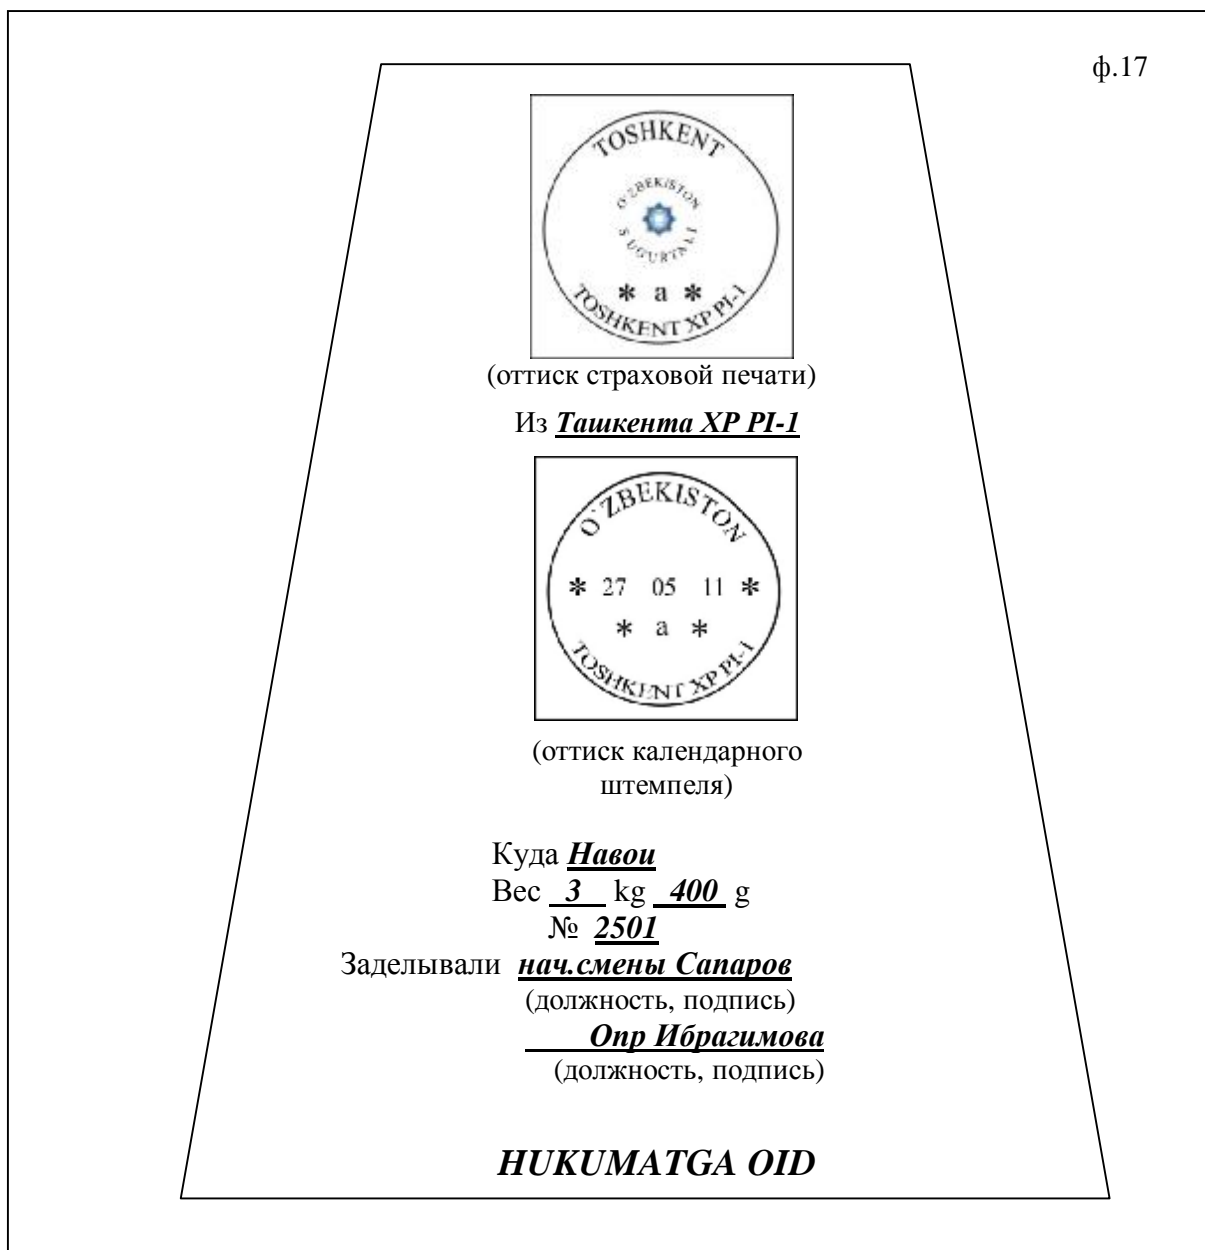 ф.17
TOSHKENT
O'ZBEKISTON
SUGURTALI
* a *
TOSHKENT XP PI-1
(оттиск страховой печати)
Из Ташкента XP PI-1
O`ZBEKISTON
* 27 05 11 *
* a *
TOSHKENT XP PI-1
(оттиск календарного
штемпеля)
Куда Навои
Вес 3 kg 400 g
№ 2501
Заделывали нач.смены Сапаров
(должность, подпись)
Опр Ибрагимова
(должность, подпись)
HUKUMATGA OID